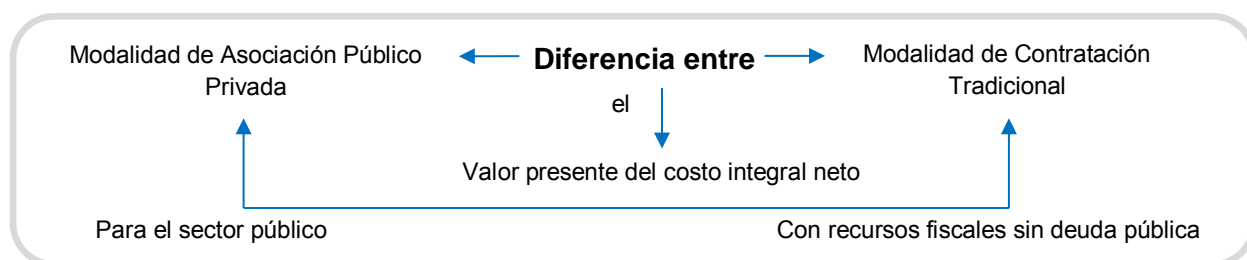 Modalidad de Asociación Público
Privada
Diferencia entre
el
Modalidad de Contratación
Tradicional
Valor presente del costo integral neto
Para el sector público
Con recursos fiscales sin deuda pública